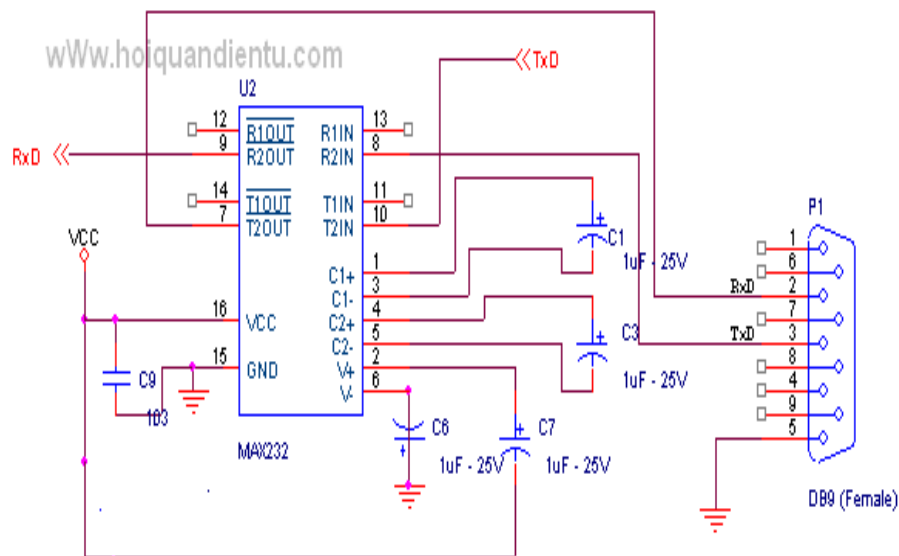 wWw.hoiquandientu.com
TxD
U2
12 R1OUT R1IN 13
9 R2OUT R2IN 8
RxD
14 T1OUT T1IN 11
7 T2OUT T2IN 10
VCC
C1+ 1
C1- 3
C2+ 4
C2- 5
V+ 2
V- 6
16 VCC
15 GND
C9
103
MAX232
C1
1uF - 25V
C3
1uF - 25V
C6
1uF - 25V
C7
1uF - 25V
P1
1
6
RxD 2
7
TxD 3
8
4
9
5
DB9 (Female)